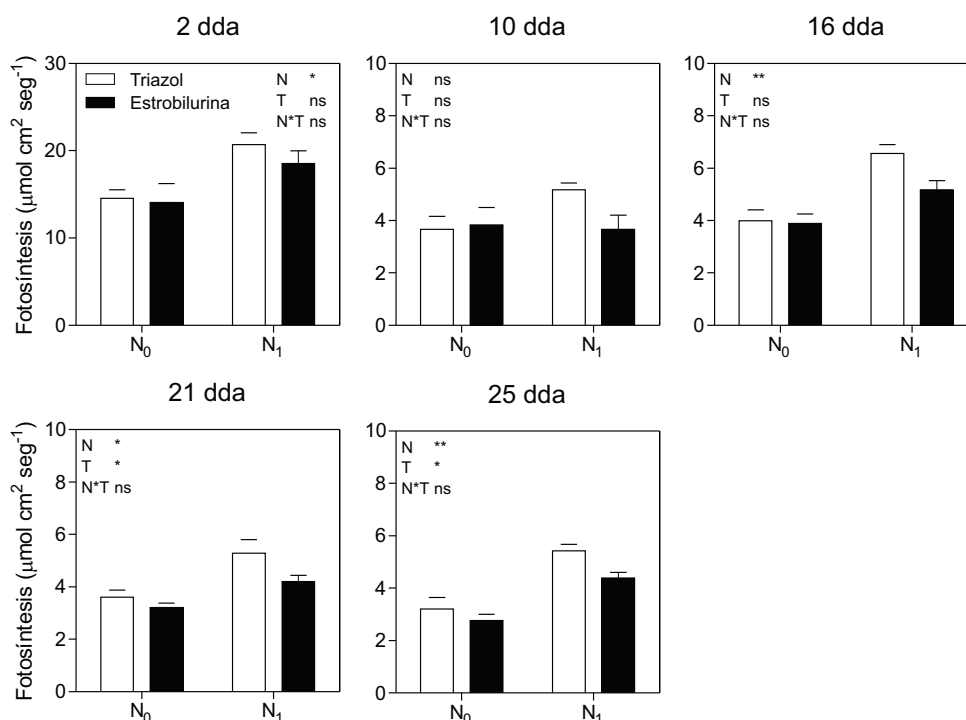 2 dda
Fotosíntesis (μmol cm² seg⁻¹)
30
20
10
0
Triazol
Estrobilurina
N *
T ns
N*T ns
N₀ N₁
10 dda
10
8
6
4
2
0
N ns
T ns
N*T ns
N₀ N₁
16 dda
10
8
6
4
2
0
N **
T ns
N*T ns
N₀ N₁
21 dda
Fotosíntesis (μmol cm² seg⁻¹)
10
8
6
4
2
0
N *
T *
N*T ns
N₀ N₁
25 dda
10
8
6
4
2
0
N **
T *
N*T ns
N₀ N₁